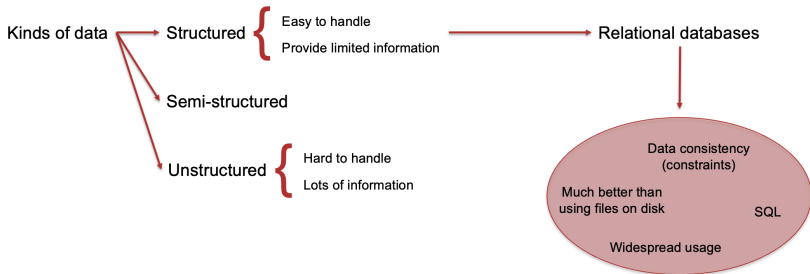 Kinds of data
Structured
Easy to handle
Provide limited information
Relational databases
Semi-structured
Unstructured
Hard to handle
Lots of information
Data consistency
(constraints)
Much better than
using files on disk
SQL
Widespread usage